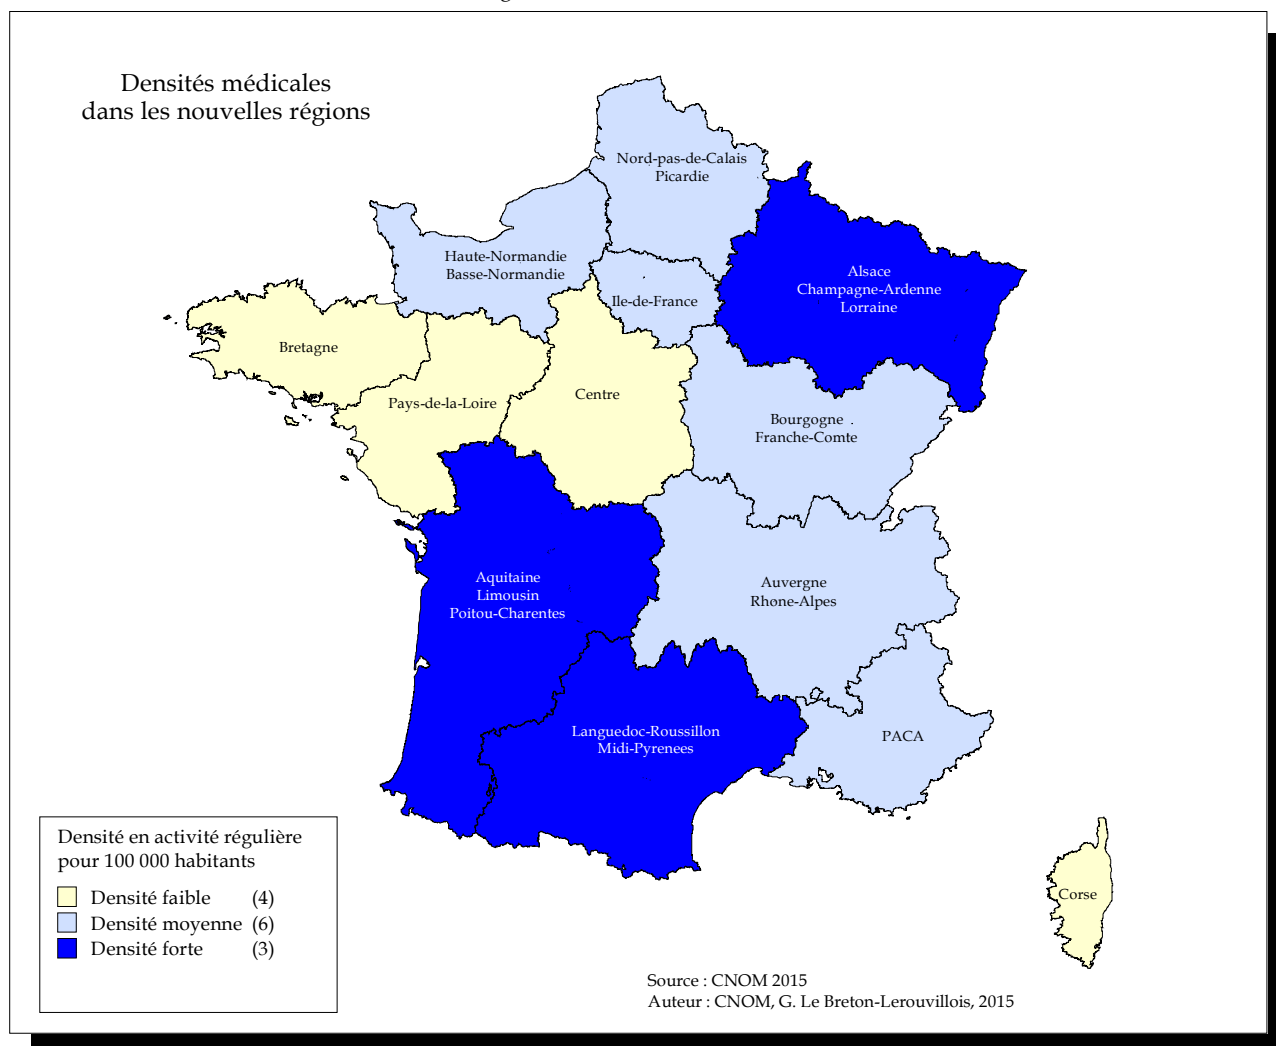 Densités médicales
dans les nouvelles régions
Nord-pas-de-Calais
Picardie
Haute-Normandie
Basse-Normandie
Ile-de-France
Alsace
Champagne-Ardenne
Lorraine
Bretagne
Pays-de-la-Loire
Centre
Bourgogne
Franche-Comte
Aquitaine
Limousin
Poitou-Charentes
Auvergne
Rhone-Alpes
Languedoc-Roussillon
Midi-Pyrenees
PACA
Corse
Densité en activité régulière
pour 100 000 habitants
Densité faible (4)
Densité moyenne (6)
Densité forte (3)
Source : CNOM 2015
Auteur : CNOM, G. Le Breton-Lerouvillois, 2015